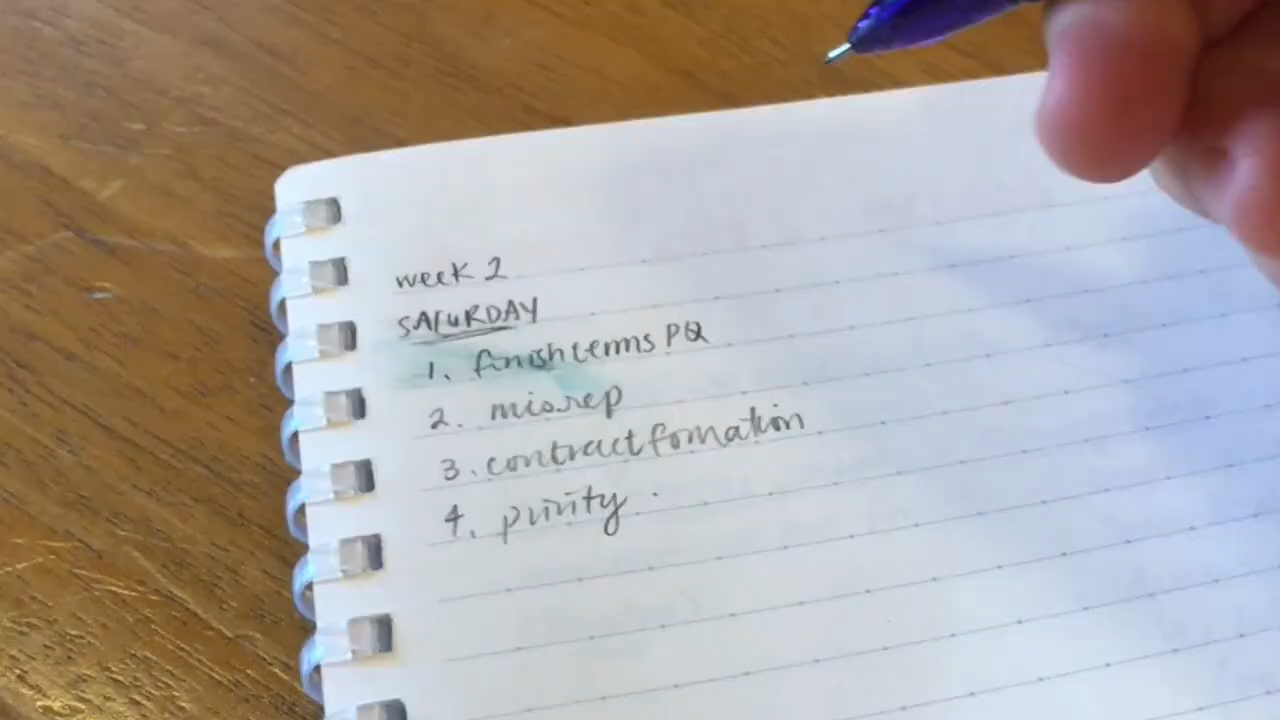 week 2
SATURDAY
1. finish terms PQ
2. misrep
3. contract formation
4. privity.